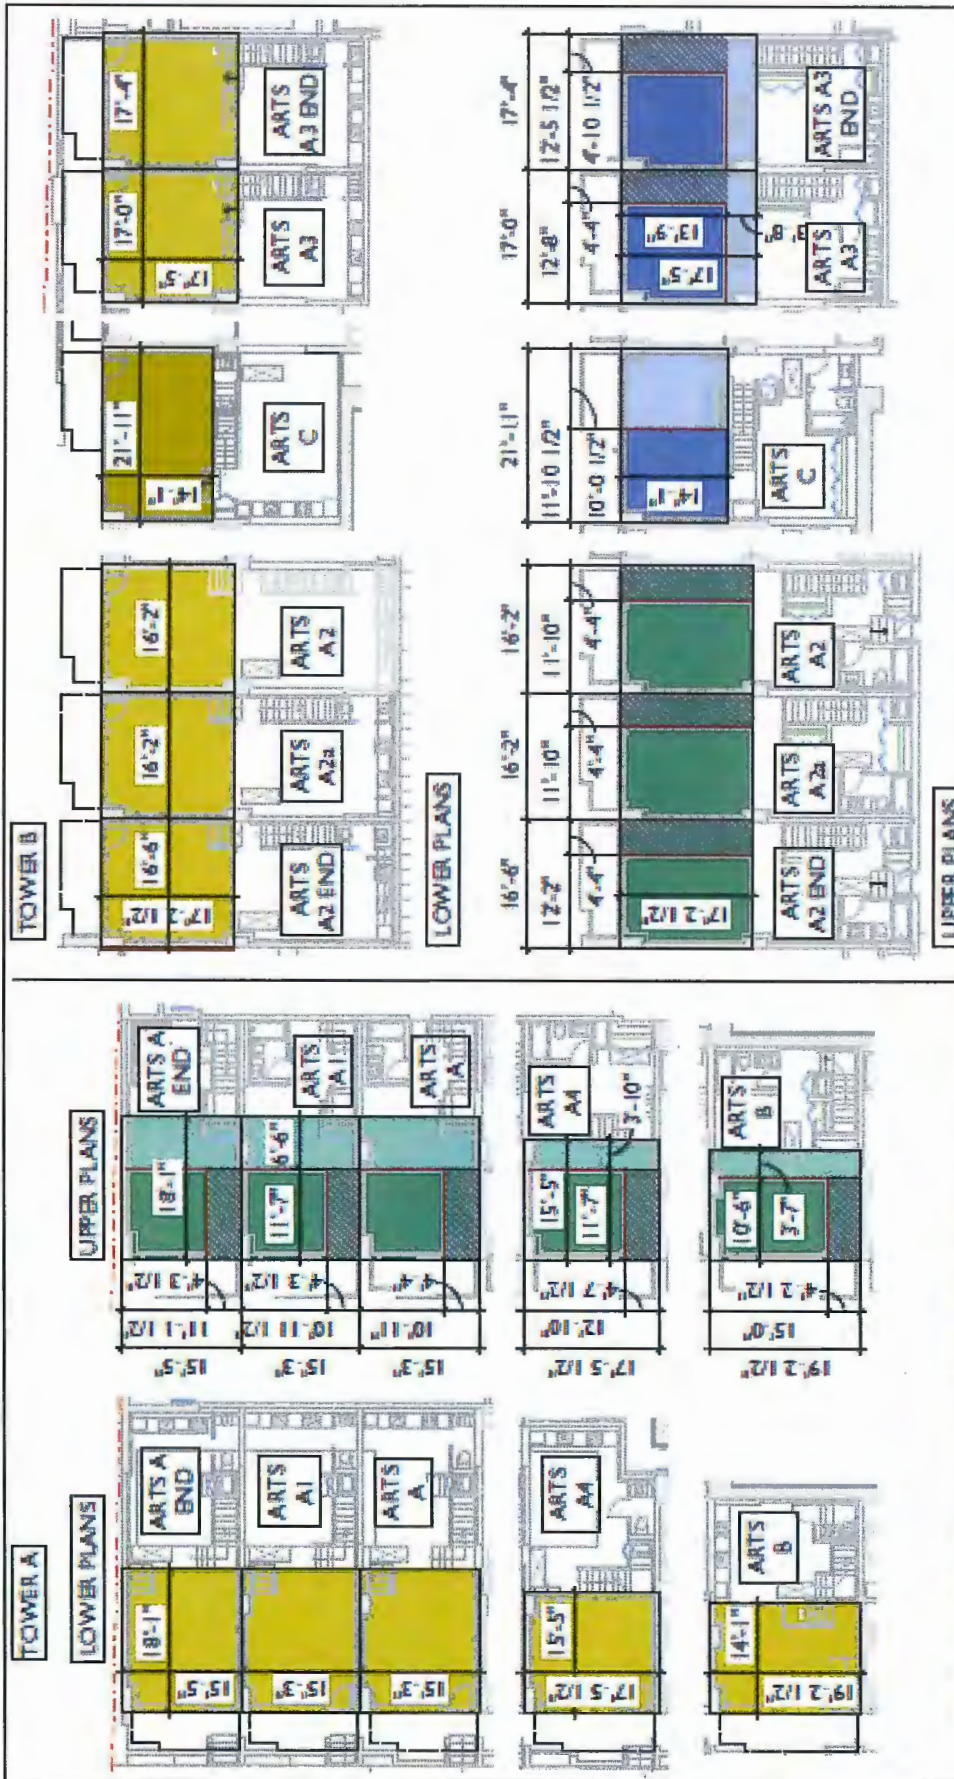 TOWER A
LOWER PLANS
18'-1"
15'-5"
ARTS A
END
15'-3"
ARTS
A1
15'-3"
ARTS
A
15'-5"
17'-5 1/2"
ARTS
A4
14'-1"
19'-2 1/2"
ARTS
B
UPPER PLANS
15'-5"
11'-1 1/2"
4'-3 1/2"
18'-1"
ARTS A
END
15'-3"
10'-11 1/2"
4'-3 1/2"
11'-7"
6'-6"
ARTS
A1
15'-3"
10'-11"
4'-4"
ARTS
A
17'-5 1/2"
12'-10"
4'-7 1/2"
15'-5"
11'-7"
3'-10"
ARTS
A4
19'-2 1/2"
15'-0"
4'-2 1/2"
10'-6"
3'-7"
ARTS
B
TOWER B
16'-6"
16'-2"
16'-2"
17'-2 1/2"
ARTS
A2 END
ARTS
A2a
ARTS
A2
21'-11"
14'-1"
ARTS
C
17'-0"
17'-4"
17'-5"
ARTS
A3
ARTS
A3 END
LOWER PLANS
16'-6"
16'-2"
16'-2"
12'-2"
11'-10"
11'-10"
4'-4"
4'-4"
4'-4"
17'-2 1/2"
ARTS
A2 END
ARTS
A2a
ARTS
A2
21'-11"
11'-10 1/2"
10'-0 1/2"
14'-1"
ARTS
C
17'-0"
17'-4"
12'-8"
12'-5 1/2"
4'-4"
4'-10 1/2"
17'-5"
13'-9"
3'-8"
ARTS
A3
ARTS A3
END
UPPER PLANS